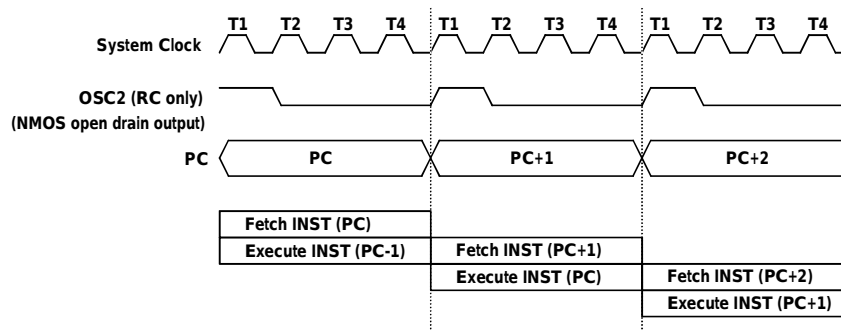 T1 T2 T3 T4 T1 T2 T3 T4 T1 T2 T3 T4
System Clock
OSC2 (RC only)
(NMOS open drain output)
PC PC PC+1 PC+2
Fetch INST (PC)
Execute INST (PC-1) Fetch INST (PC+1)
Execute INST (PC) Fetch INST (PC+2)
Execute INST (PC+1)